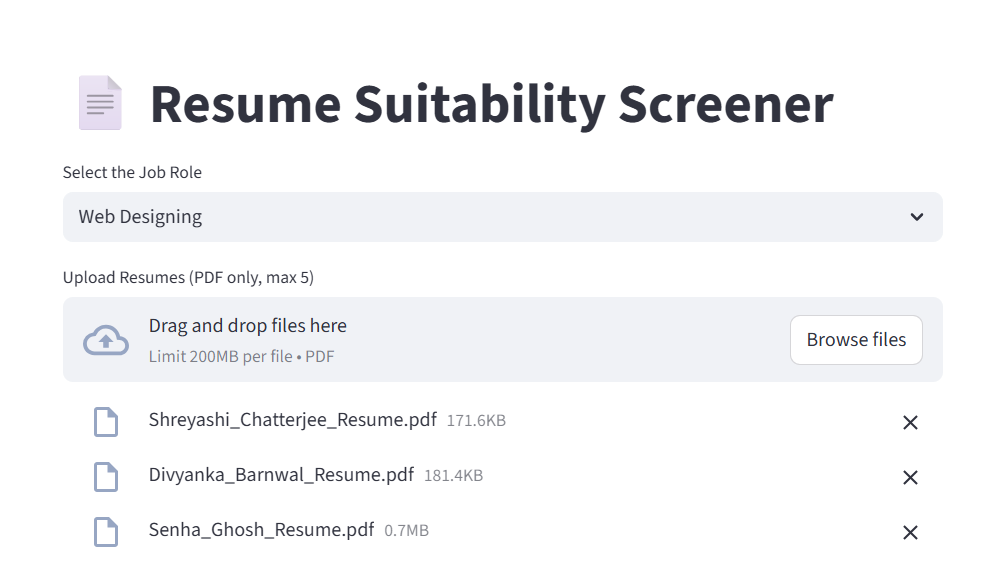 Resume Suitability Screener
Select the Job Role
Web Designing
Upload Resumes (PDF only, max 5)
Drag and drop files here
Limit 200MB per file • PDF
Browse files
Shreyashi_Chatterjee_Resume.pdf 171.6KB
Divyanka_Barnwal_Resume.pdf 181.4KB
Senha_Ghosh_Resume.pdf 0.7MB